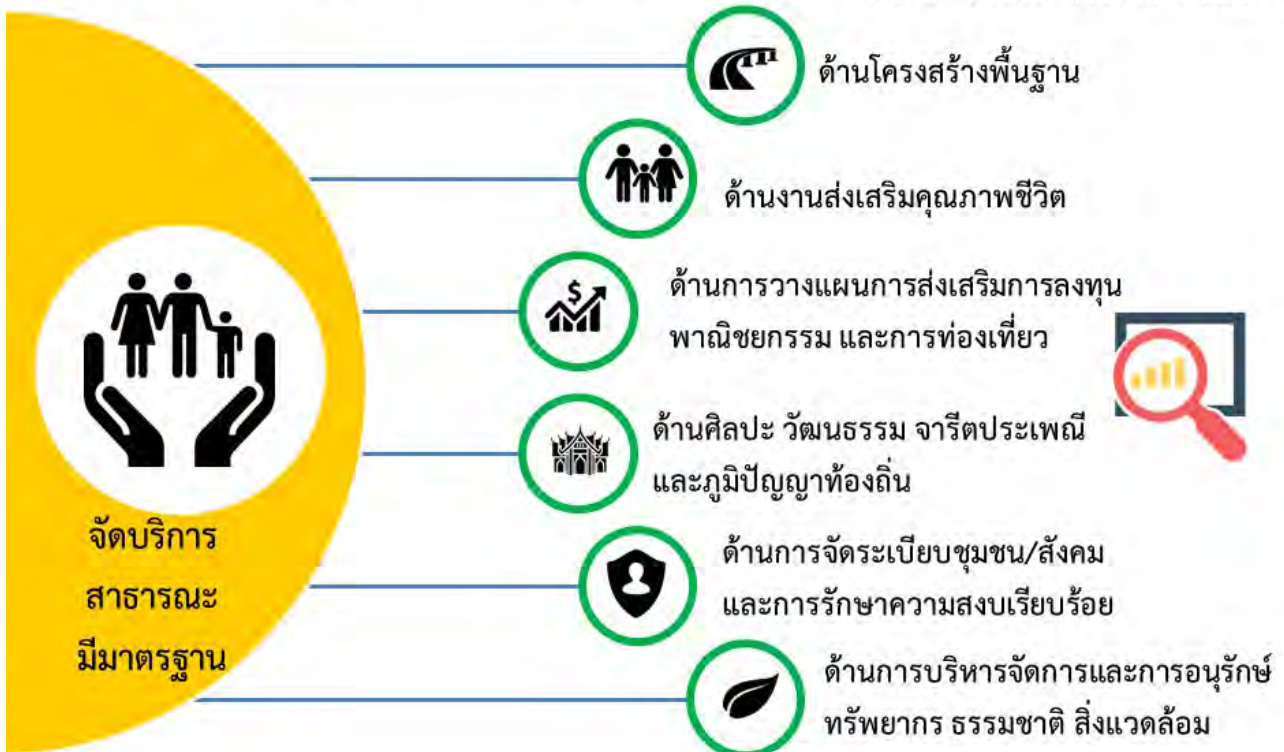 ด้านโครงสร้างพื้นฐาน
ด้านงานส่งเสริมคุณภาพชีวิต
ด้านการวางแผนการส่งเสริมการลงทุน
พาณิชยกรรม และการท่องเที่ยว
ด้านศิลปะ วัฒนธรรม จารีตประเพณี
และภูมิปัญญาท้องถิ่น
จัดบริการ
สาธารณะ
มีมาตรฐาน
ด้านการจัดระเบียบชุมชน/สังคม
และการรักษาความสงบเรียบร้อย
ด้านการบริหารจัดการและการอนุรักษ์
ทรัพยากร ธรรมชาติ สิ่งแวดล้อม